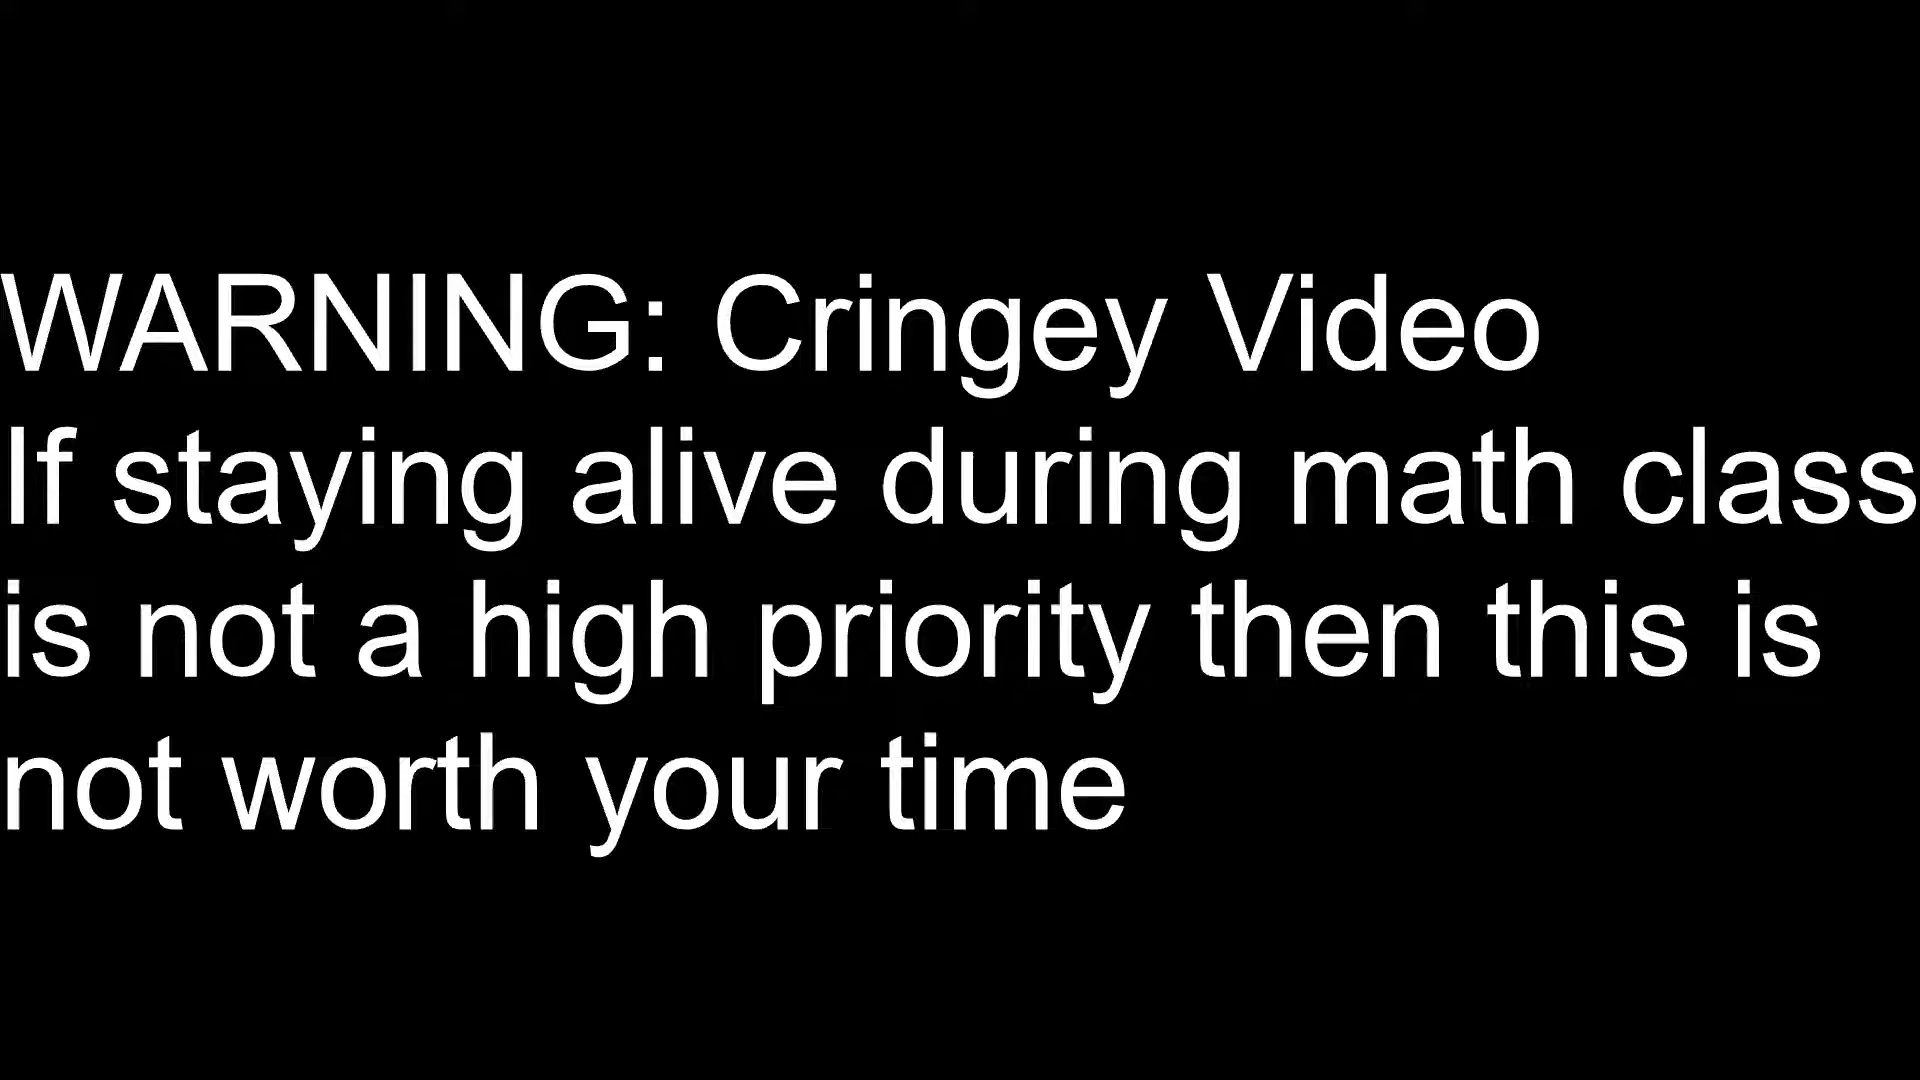 WARNING: Cringey Video
If staying alive during math class
is not a high priority then this is
not worth your time